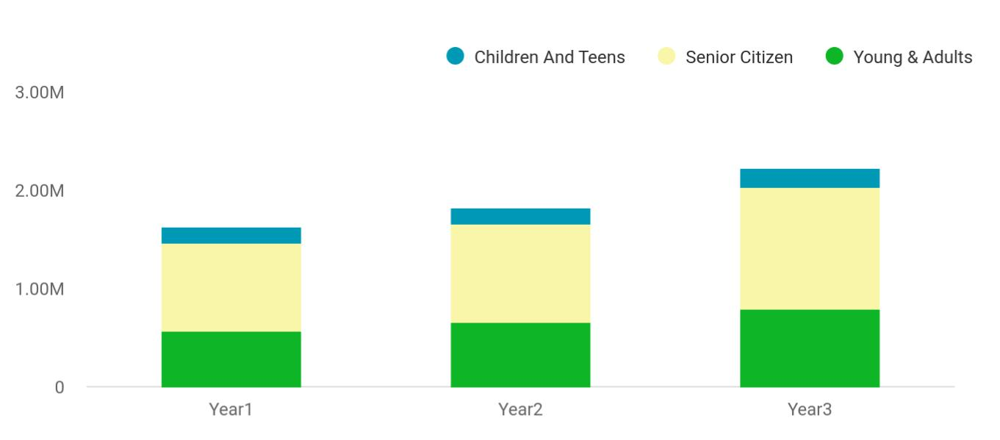 Children And Teens Senior Citizen Young & Adults
3.00M
2.00M
1.00M
0
Year1 Year2 Year3